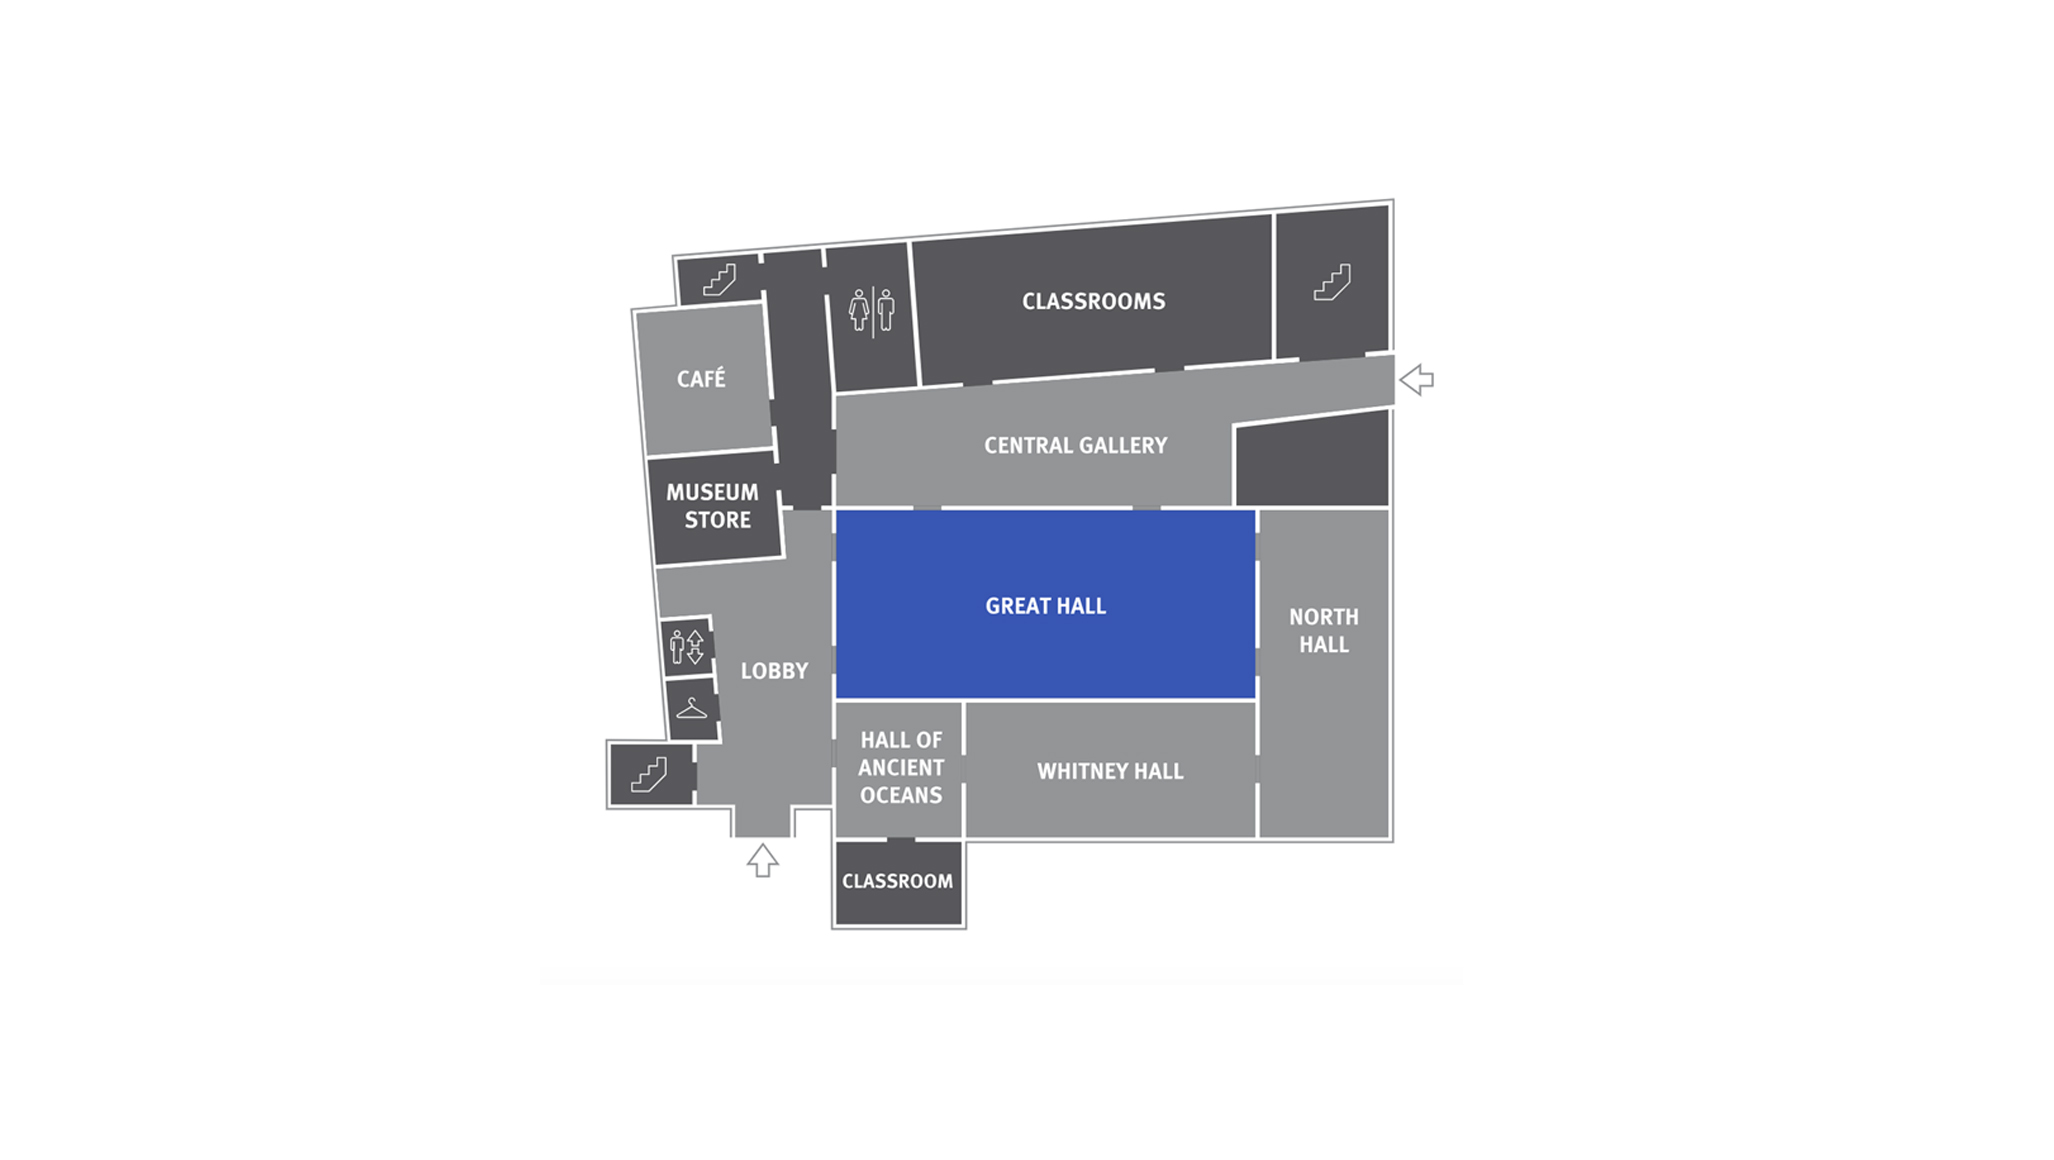 CLASSROOMS
CAFÉ
CENTRAL GALLERY
MUSEUM
STORE
GREAT HALL
NORTH
HALL
LOBBY
HALL OF
ANCIENT
OCEANS
WHITNEY HALL
CLASSROOM